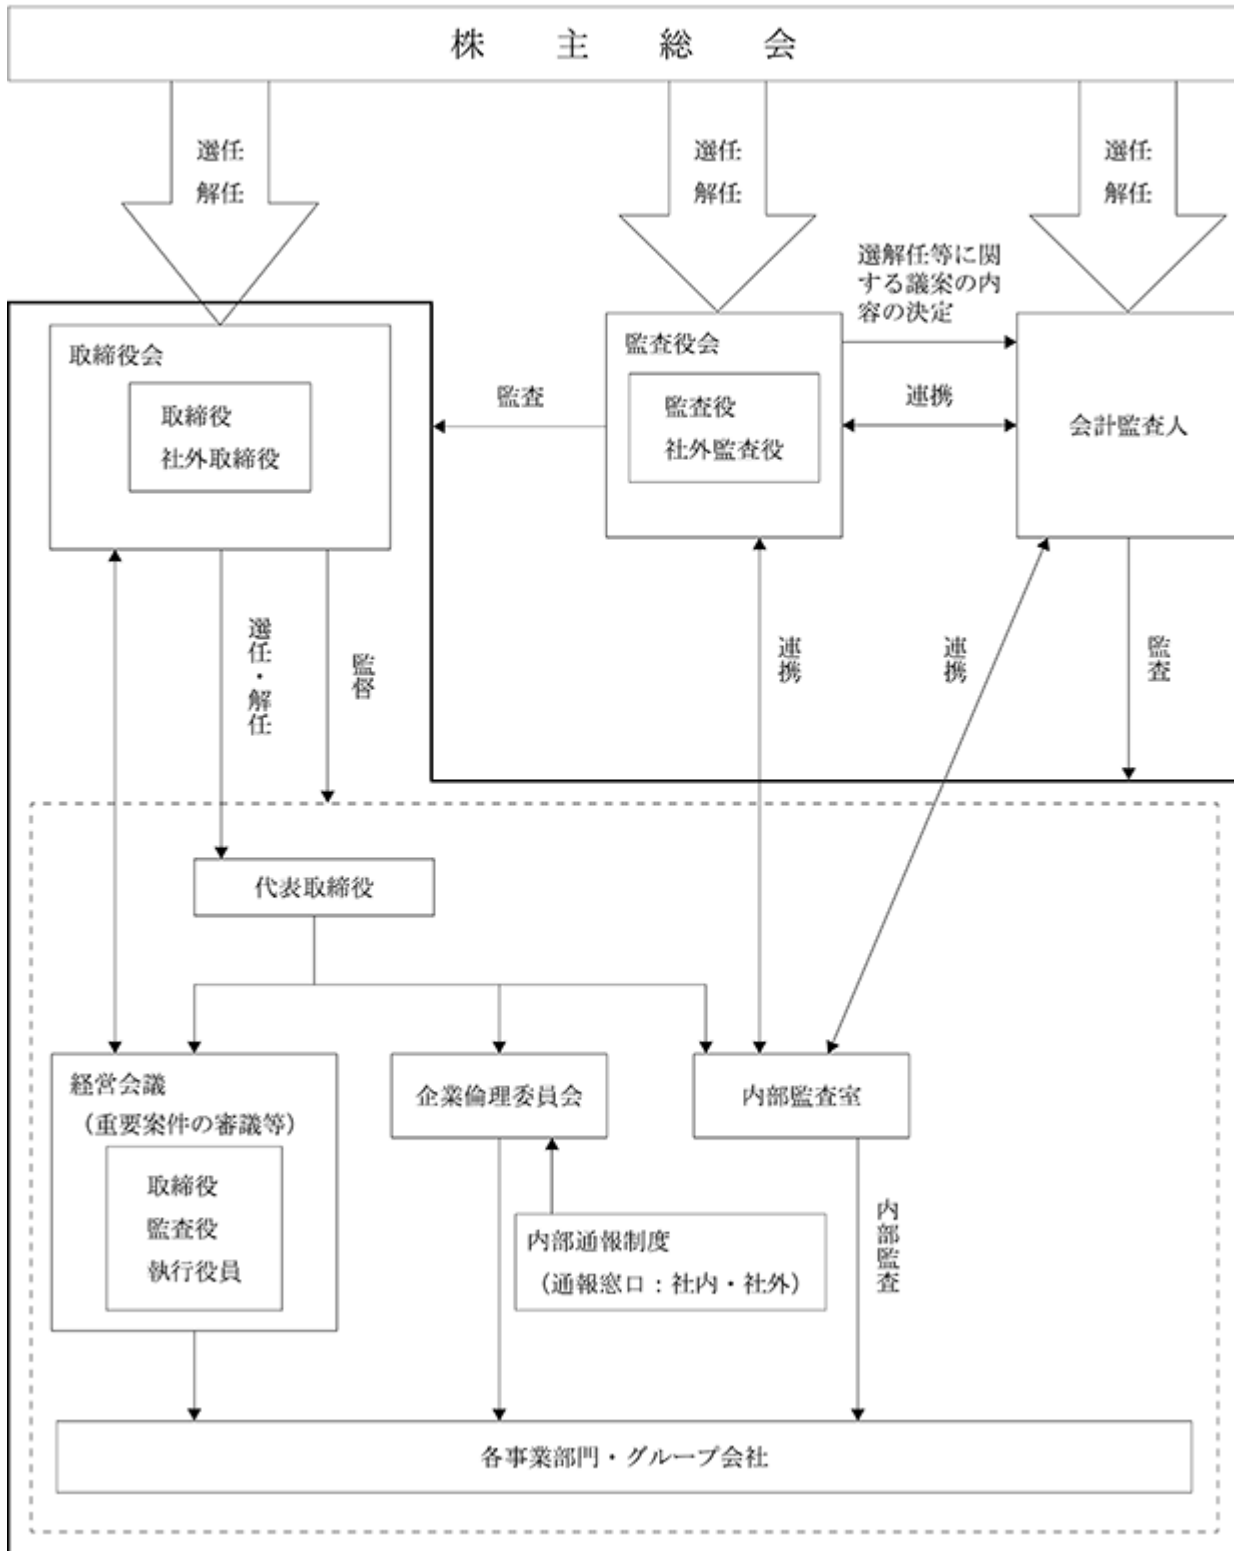 株主総会
選任
解任
選任
解任
選任
解任
選解任等に関
する議案の内
容の決定
取締役会
取締役
社外取締役
監査
監査役会
監査役
社外監査役
連携
会計監査人
選任・解任
監督
連携
連携
監査
代表取締役
経営会議
（重要案件の審議等）
取締役
監査役
執行役員
企業倫理委員会
内部監査室
内部通報制度
（通報窓口：社内・社外）
内部監査
各事業部門・グループ会社